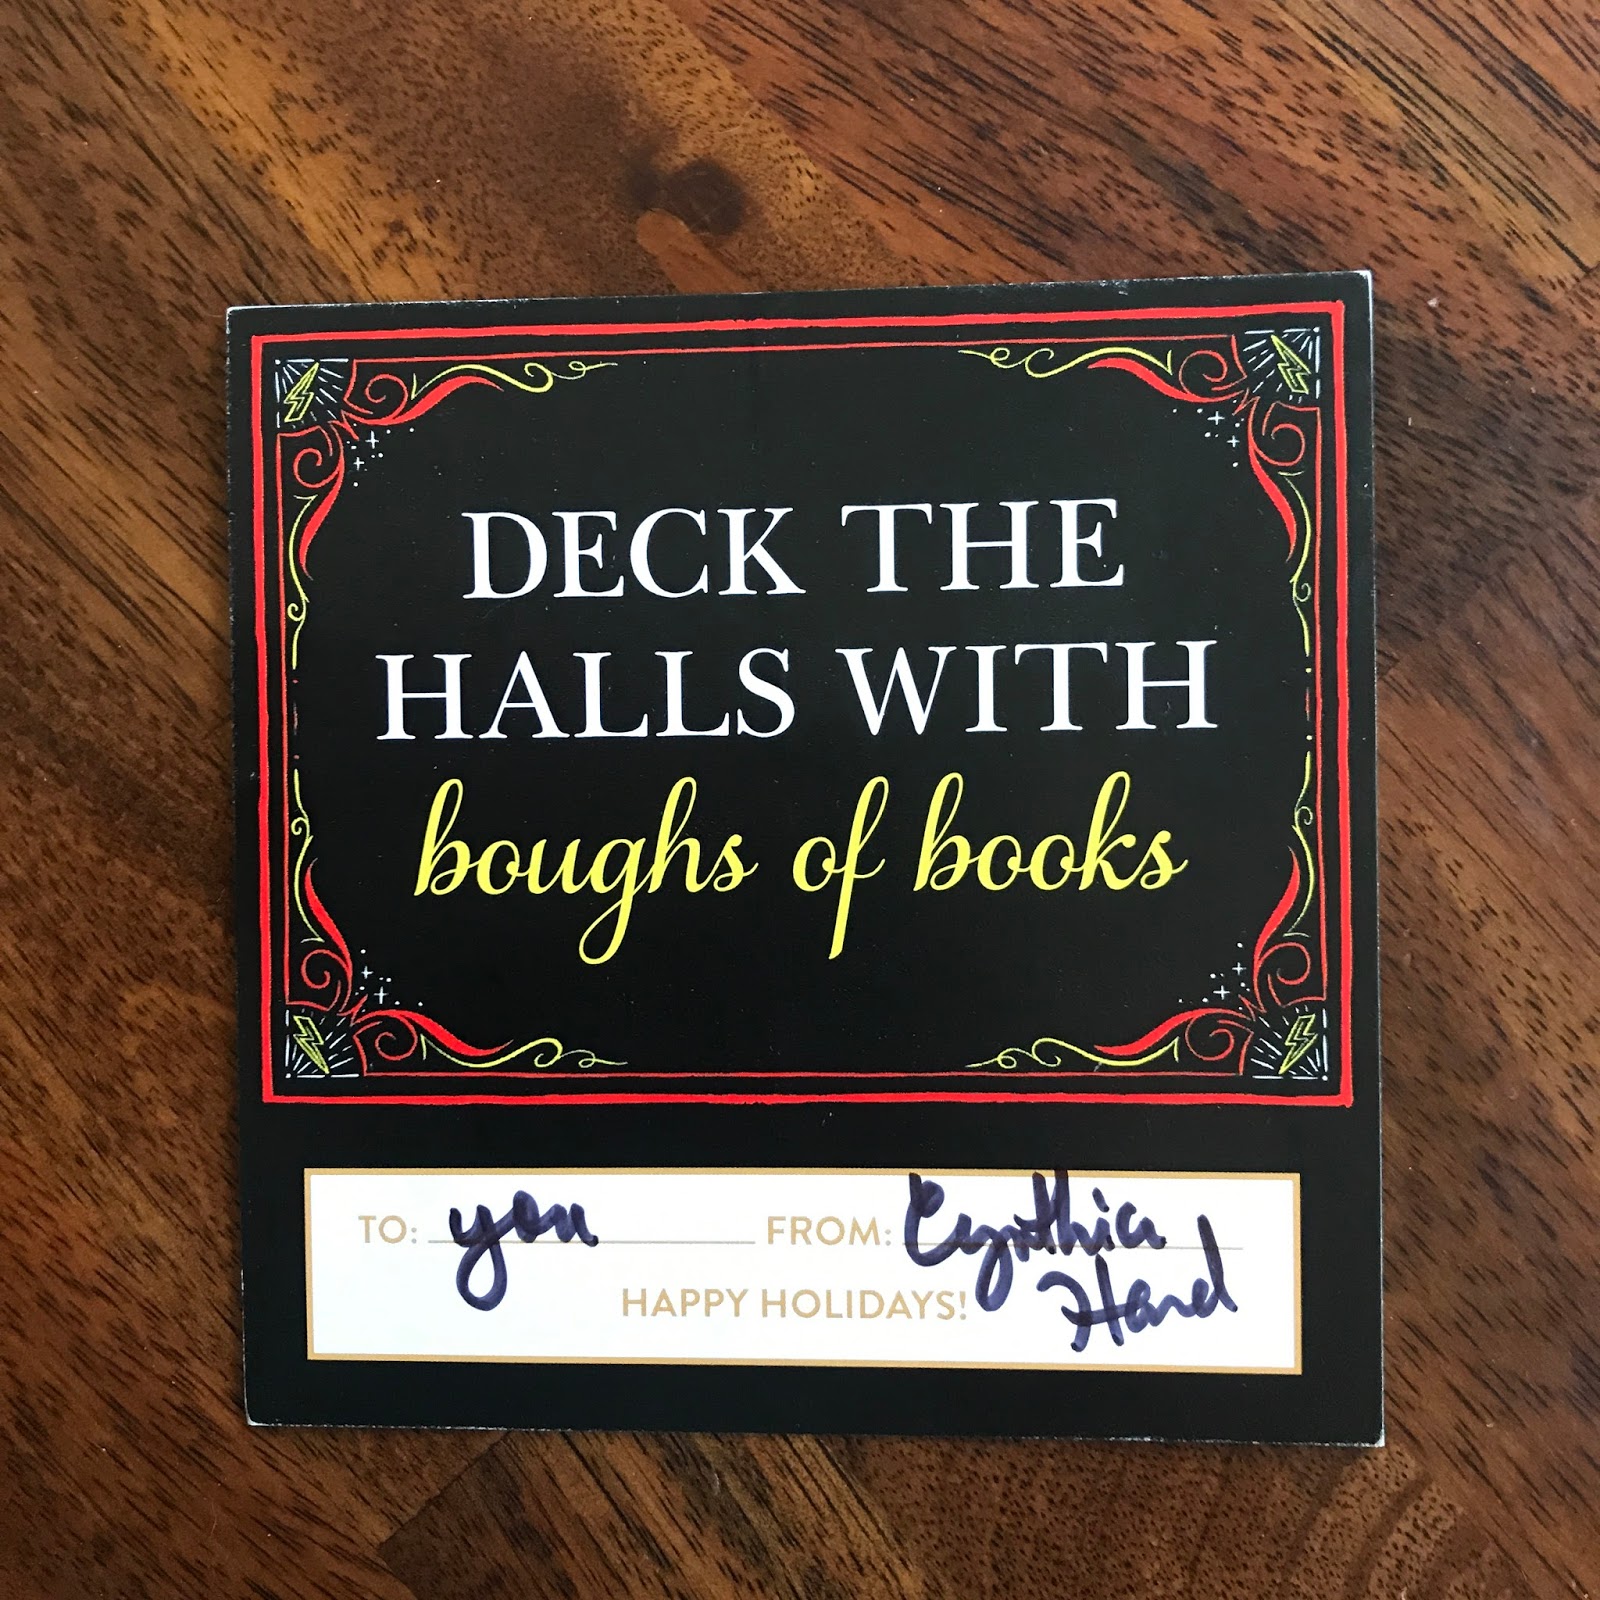 DECK THE
HALLS WITH
boughs of books
TO: you FROM: Cynthia
Hand
HAPPY HOLIDAYS!